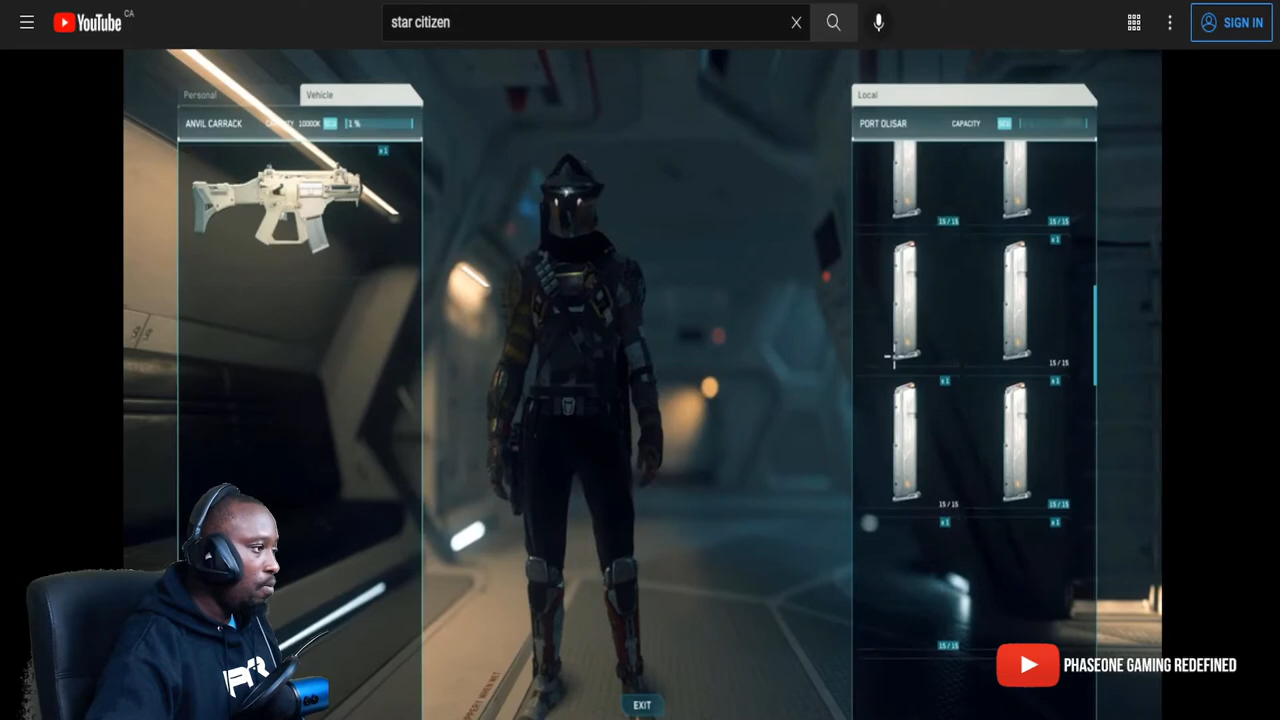 YouTube CA
star citizen
SIGN IN
Personal
Vehicle
Local
ANVIL CARRACK
10000K
1 %
PORT OLISAR
CAPACITY
x1
15/15
15/15
x1
15/15
x1
x1
15/15
15/15
x1
x1
15/15
PHASEONE GAMING REDEFINED
EXIT